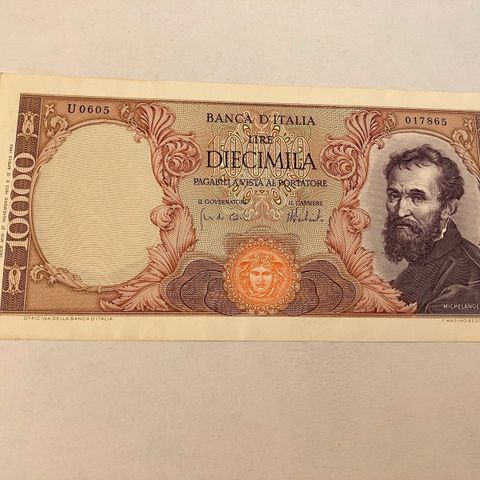 U 0605
BANCA D'ITALIA
017865
LIRE
DIECIMILA
PAGABILI A VISTA AL PORTATORE
IL GOVERNATORE IL CASSIERE
10000
MICHELANGE
OFFICINA DELLA BANCA D'ITALIA